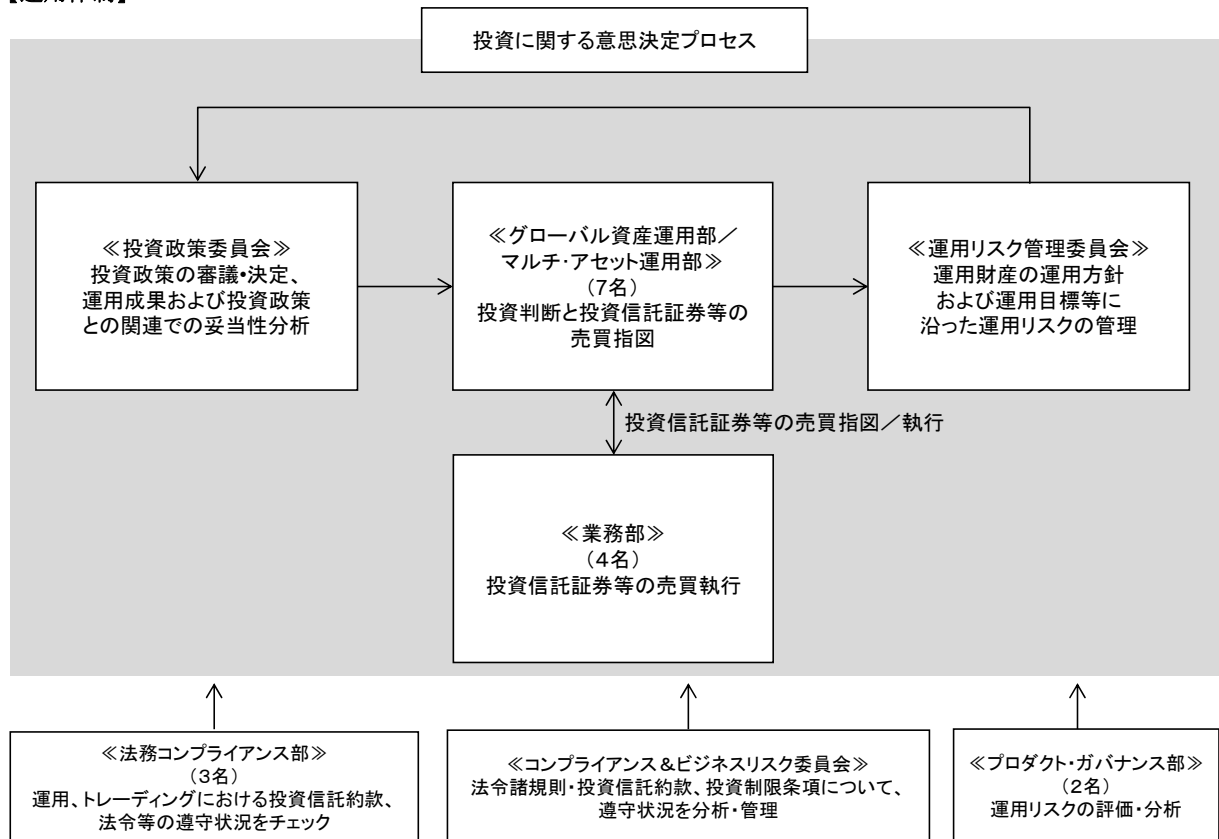 投資に関する意思決定プロセス
≪投資政策委員会≫
投資政策の審議・決定、
運用成果および投資政策
との関連での妥当性分析
≪グローバル資産運用部／
マルチ・アセット運用部≫
（7名）
投資判断と投資信託証券等の
売買指図
≪運用リスク管理委員会≫
運用財産の運用方針
および運用目標等に
沿った運用リスクの管理
投資信託証券等の売買指図／執行
≪業務部≫
（4名）
投資信託証券等の売買執行
≪法務コンプライアンス部≫
（3名）
運用、トレーディングにおける投資信託約款、
法令等の遵守状況をチェック
≪コンプライアンス＆ビジネスリスク委員会≫
法令諸規則・投資信託約款、投資制限条項について、
遵守状況を分析・管理
≪プロダクト・ガバナンス部≫
（2名）
運用リスクの評価・分析